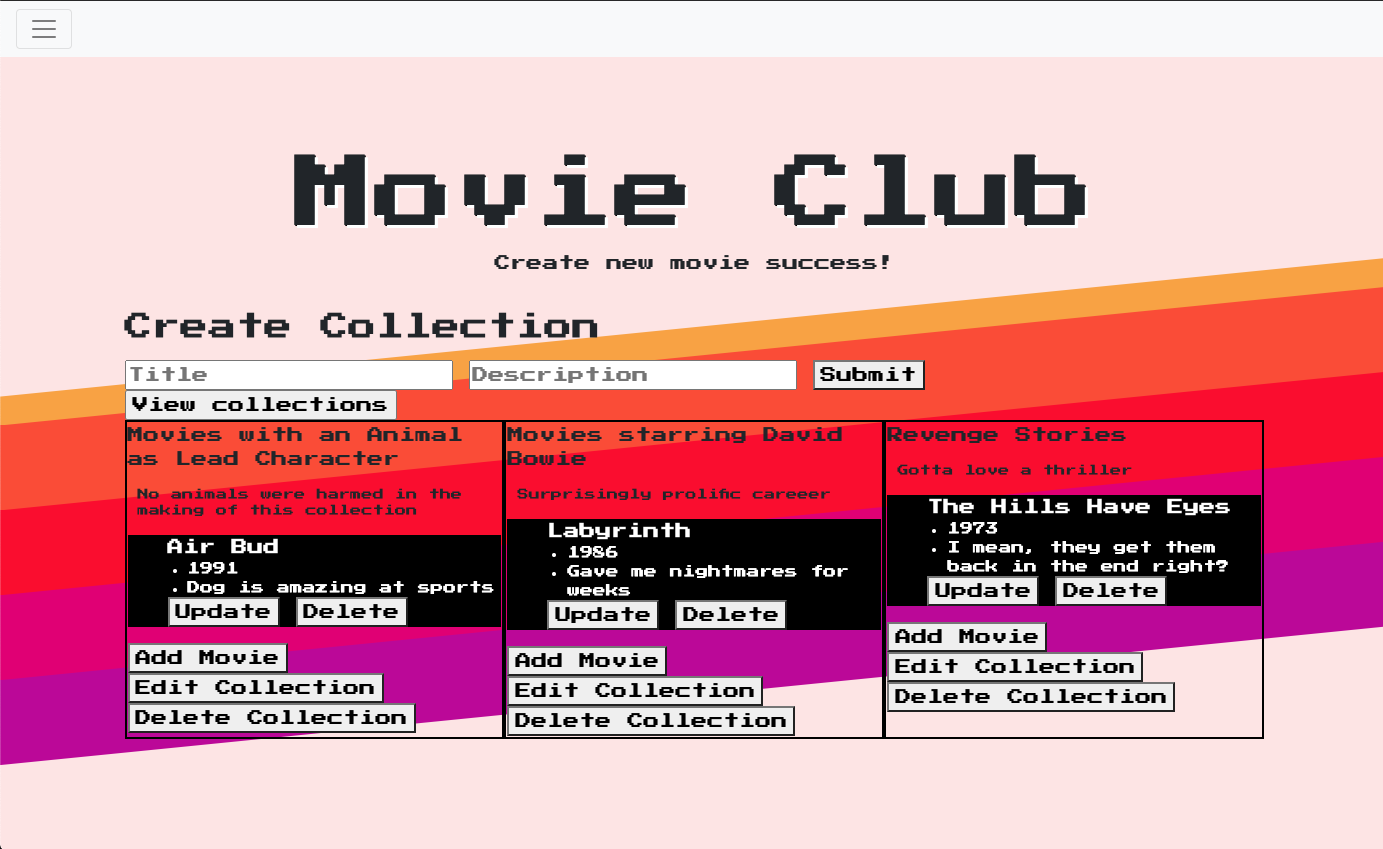 Movie Club
Create new movie success!
Create Collection
Title
Description
Submit
View collections
Movies with an Animal
as Lead Character
No animals were harmed in the
making of this collection
Air Bud
1991
Dog is amazing at sports
Update
Delete
Add Movie
Edit Collection
Delete Collection
Movies starring David
Bowie
Surprisingly prolific careeer
Labyrinth
1986
Gave me nightmares for
weeks
Update
Delete
Add Movie
Edit Collection
Delete Collection
Revenge Stories
Gotta love a thriller
The Hills Have Eyes
1973
I mean, they get them
back in the end right?
Update
Delete
Add Movie
Edit Collection
Delete Collection